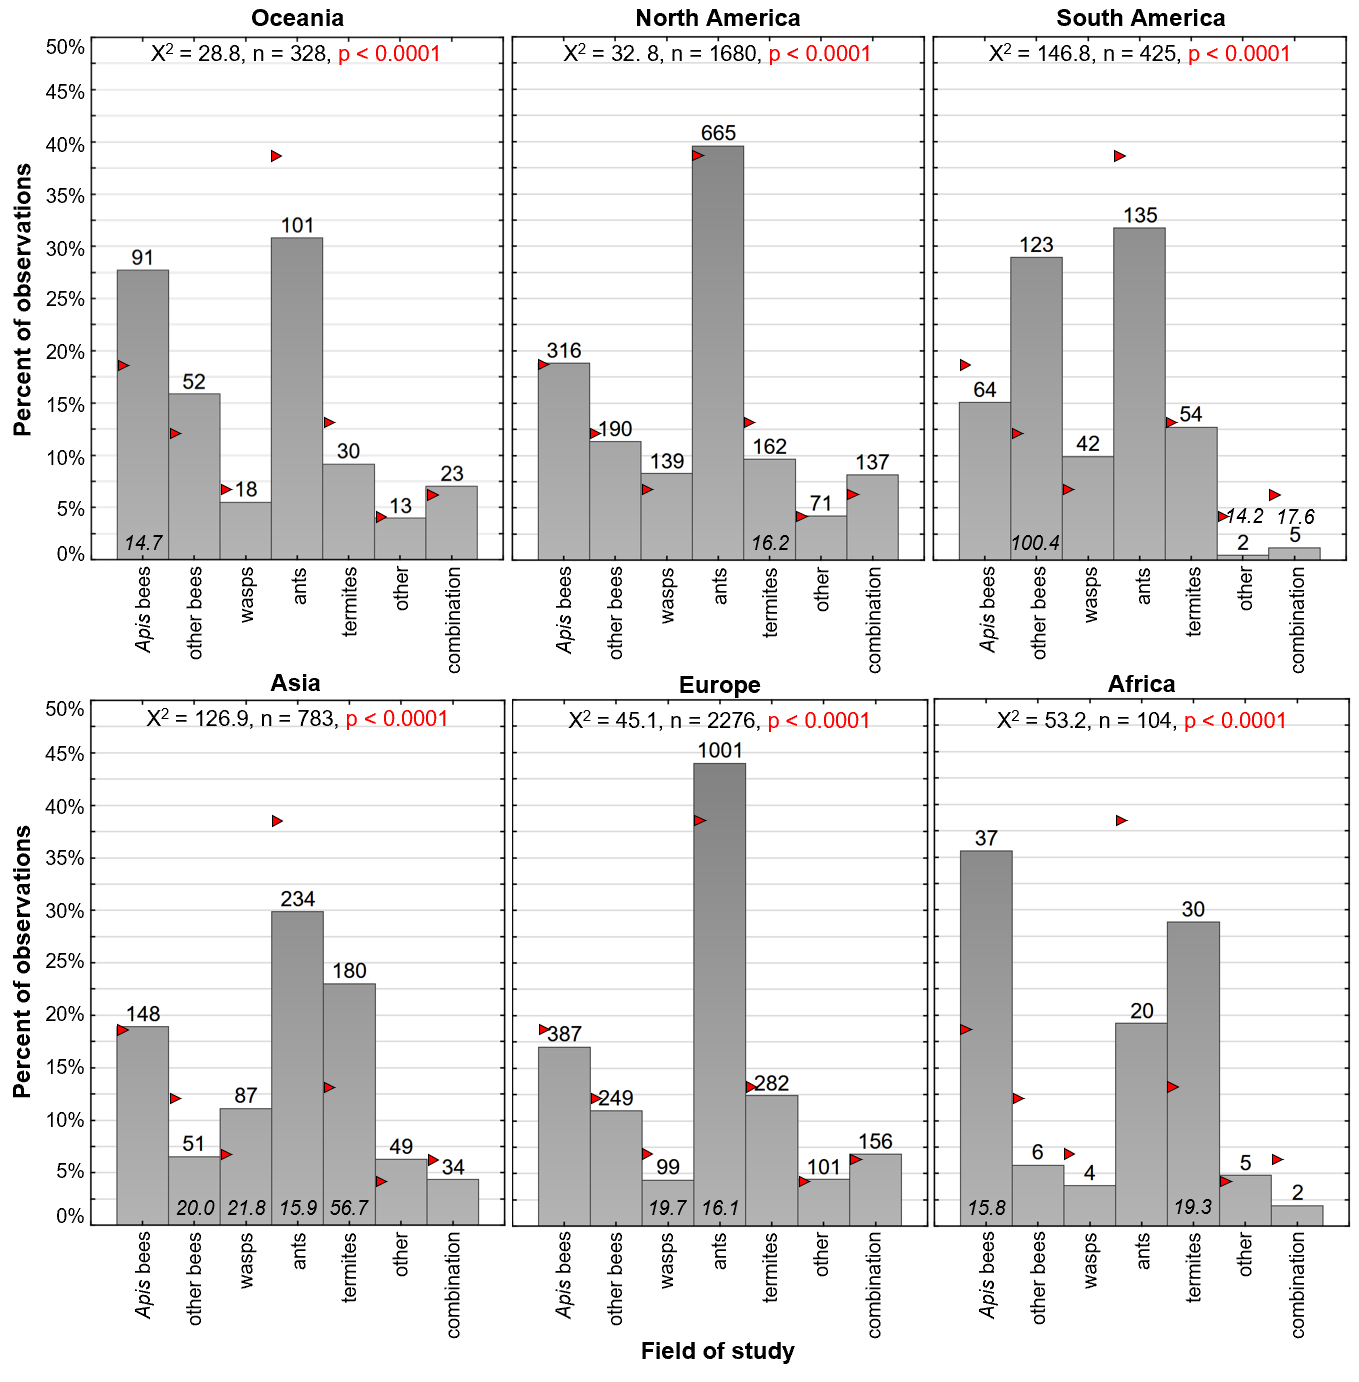 Oceania
X² = 28.8, n = 328, p < 0.0001
Percent of observations
50%
45%
40%
35%
30%
25%
20%
15%
10%
5%
0%
91
52
18
101
30
13
23
14.7
Apis bees
other bees
wasps
ants
termites
other
combination
North America
X² = 32. 8, n = 1680, p < 0.0001
316
190
139
665
162
71
137
16.2
Apis bees
other bees
wasps
ants
termites
other
combination
South America
X² = 146.8, n = 425, p < 0.0001
64
123
42
135
54
14.2
17.6
2
5
100.4
Apis bees
other bees
wasps
ants
termites
other
combination
Asia
X² = 126.9, n = 783, p < 0.0001
Percent of observations
50%
45%
40%
35%
30%
25%
20%
15%
10%
5%
0%
148
51
87
234
180
49
34
20.0
21.8
15.9
56.7
Apis bees
other bees
wasps
ants
termites
other
combination
Europe
X² = 45.1, n = 2276, p < 0.0001
387
249
99
1001
282
101
156
19.7
16.1
Apis bees
other bees
wasps
ants
termites
other
combination
Africa
X² = 53.2, n = 104, p < 0.0001
37
6
4
20
30
5
2
15.8
19.3
Apis bees
other bees
wasps
ants
termites
other
combination
Field of study